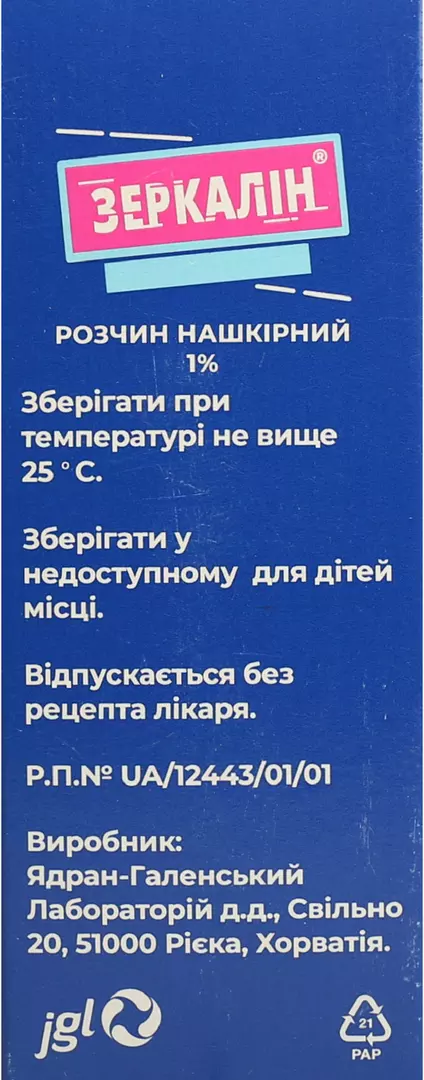 ЗЕРКАЛІН®
РОЗЧИН НАШКІРНИЙ
1%
Зберігати при
температурі не вище
25 °С.
Зберігати у
недоступному для дітей
місці.
Відпускається без
рецепта лікаря.
Р.П.№ UA/12443/01/01
Виробник:
Ядран-Галенський
Лабораторій д.д., Свільно
20, 51000 Рієка, Хорватія.
jgl
21
PAP